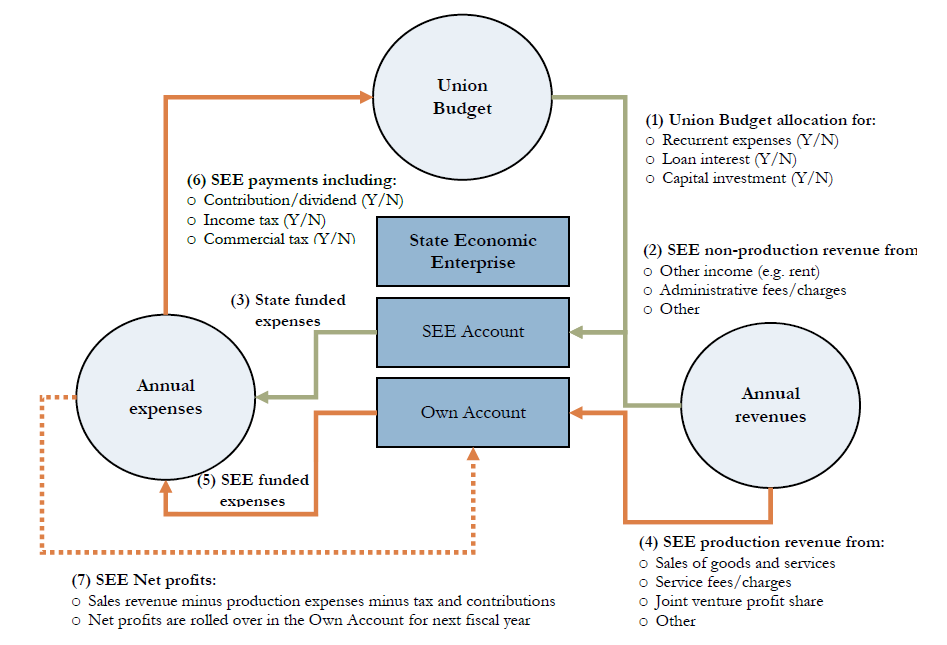 Union
Budget
(1) Union Budget allocation for:
○ Recurrent expenses (Y/N)
○ Loan interest (Y/N)
○ Capital investment (Y/N)
(6) SEE payments including:
○ Contribution/dividend (Y/N)
○ Income tax (Y/N)
○ Commercial tax (Y/N)
State Economic
Enterprise
(2) SEE non-production revenue from
○ Other income (e.g. rent)
○ Administrative fees/charges
○ Other
(3) State funded
expenses
SEE Account
Annual
expenses
Own Account
Annual
revenues
(5) SEE funded
expenses
(4) SEE production revenue from:
○ Sales of goods and services
○ Service fees/charges
○ Joint venture profit share
○ Other
(7) SEE Net profits:
○ Sales revenue minus production expenses minus tax and contributions
○ Net profits are rolled over in the Own Account for next fiscal year